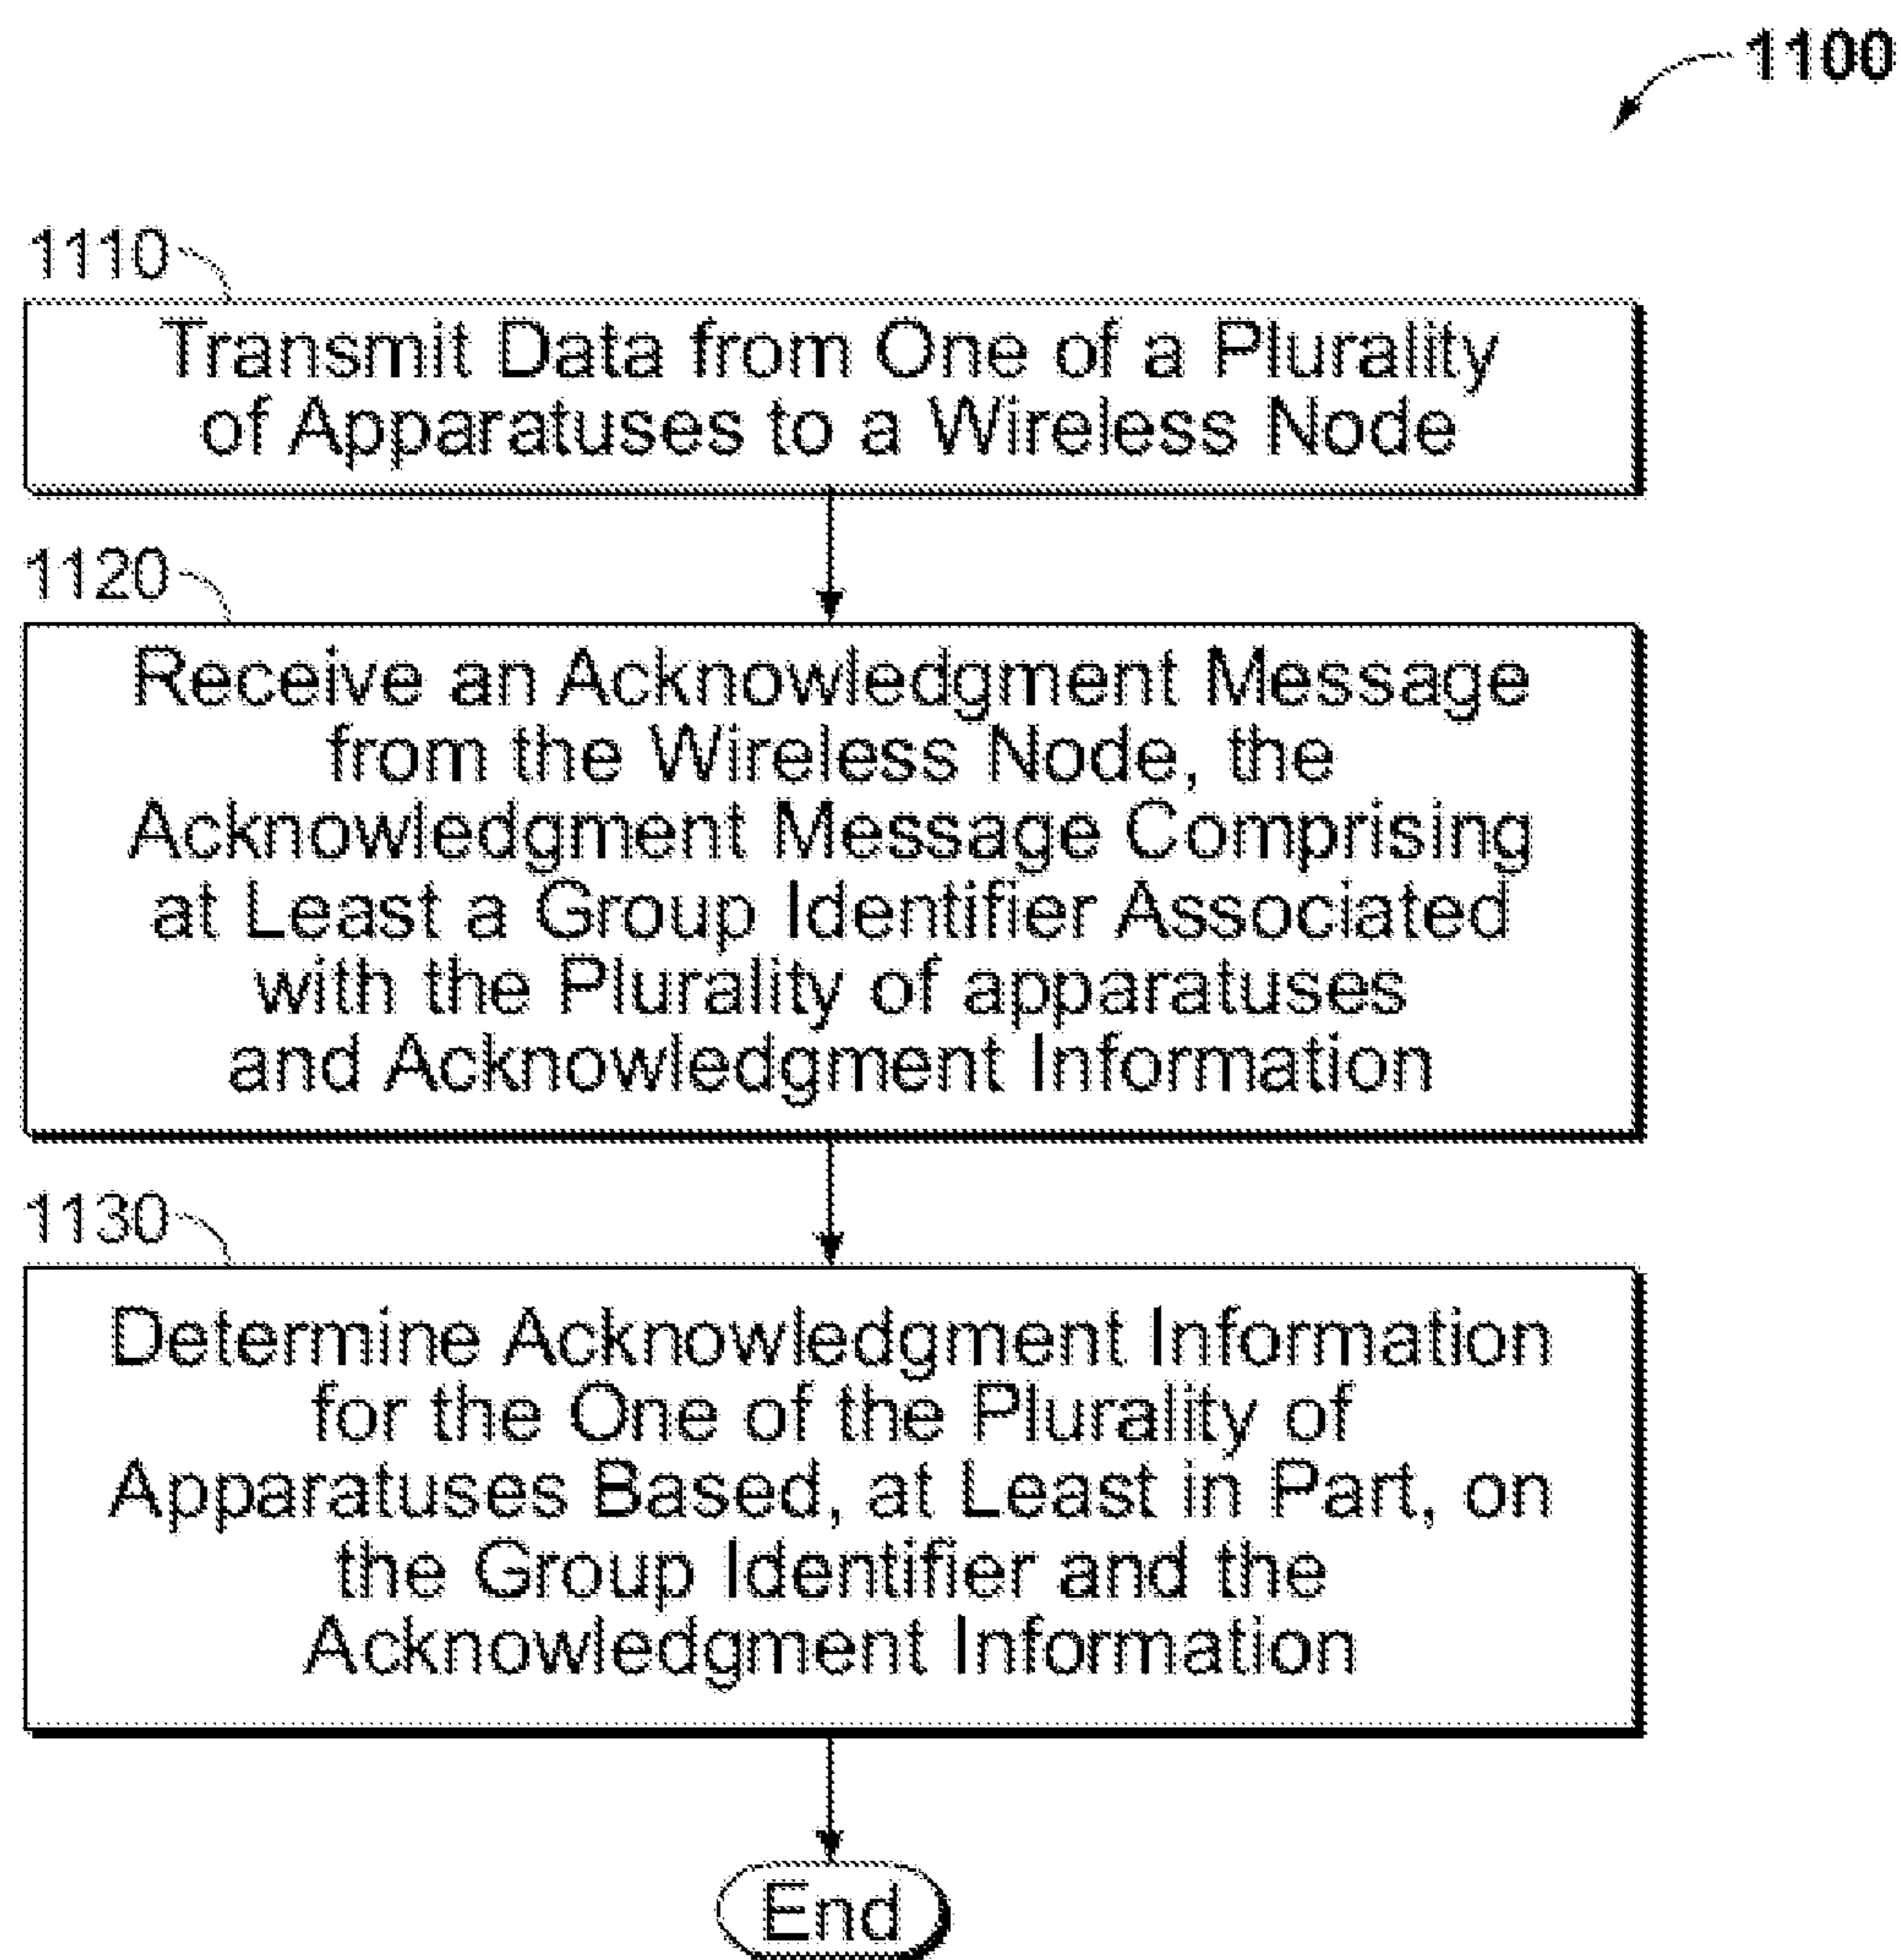 1100
1110
Transmit Data from One of a Plurality
of Apparatuses to a Wireless Node
1120
Receive an Acknowledgment Message
from the Wireless Node, the
Acknowledgment Message Comprising
at Least a Group Identifier Associated
with the Plurality of apparatuses
and Acknowledgment Information
1130
Determine Acknowledgment Information
for the One of the Plurality of
Apparatuses Based, at Least in Part, on
the Group Identifier and the
Acknowledgment Information
End